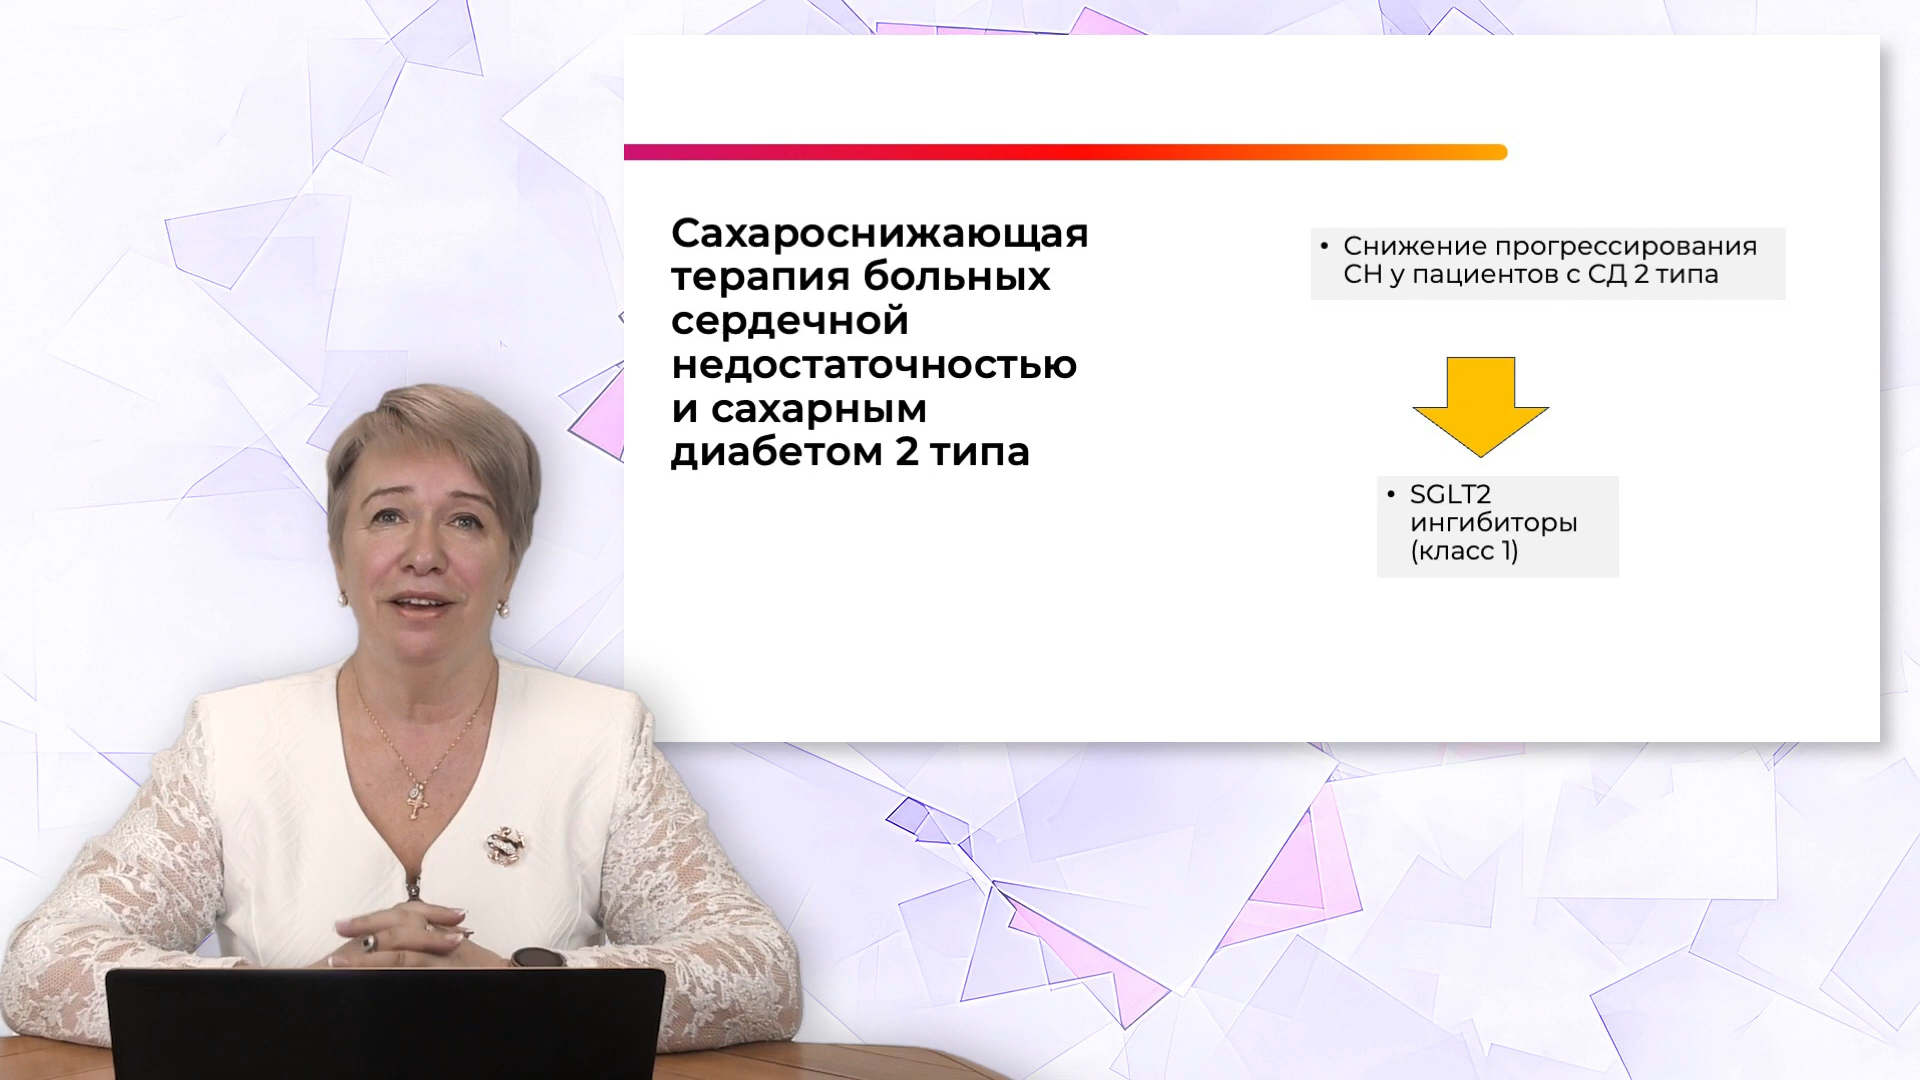 Сахароснижающая
терапия больных
сердечной
недостаточностью
и сахарным
диабетом 2 типа
• Снижение прогрессирования
СН у пациентов с СД 2 типа
• SGLT2
ингибиторы
(класс 1)